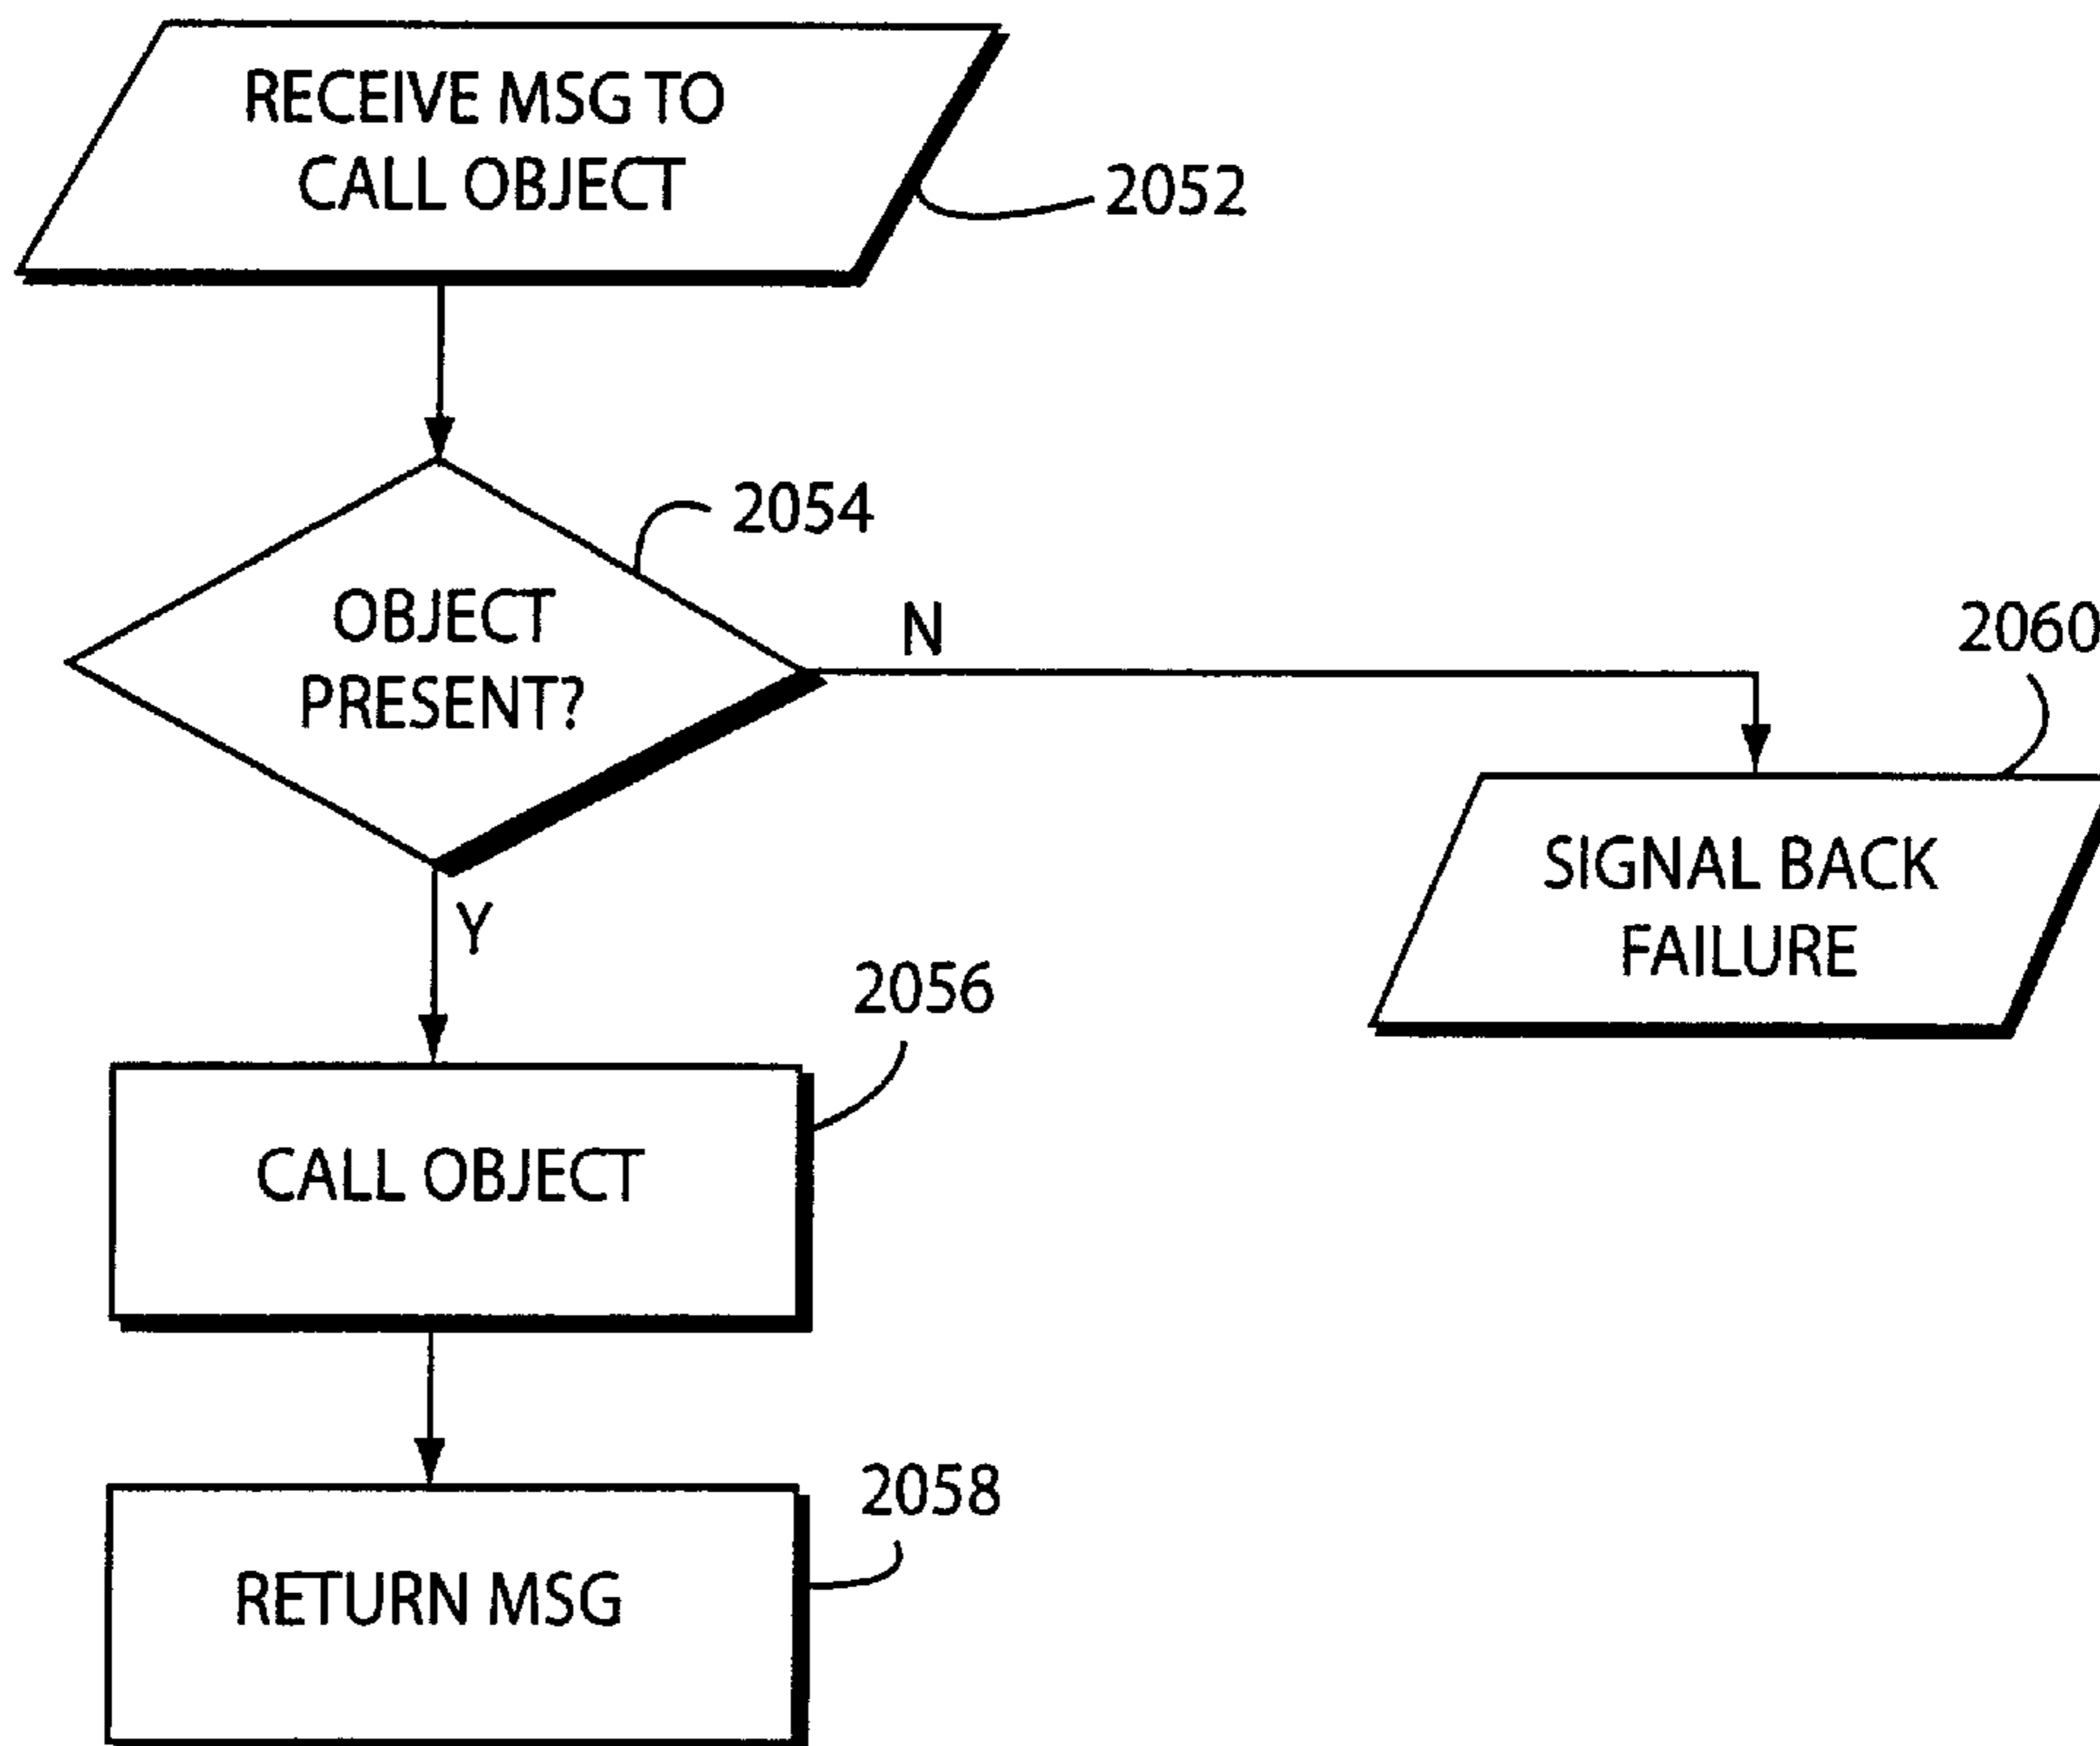 RECEIVE MSG TO
CALL OBJECT
2052
2054
OBJECT
PRESENT?
N
2060
SIGNAL BACK
FAILURE
Y
2056
CALL OBJECT
2058
RETURN MSG